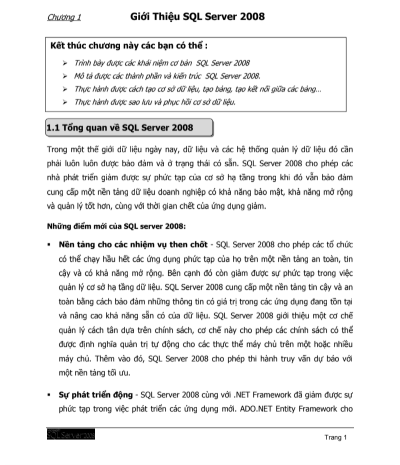 Chương 1 Giới Thiệu SQL Server 2008
Kết thúc chương này các bạn có thể :
➢ Trình bày được các khái niệm cơ bản SQL Server 2008
➢ Mô tả được các thành phần và kiến trúc SQL Server 2008.
➢ Thực hành được cách tạo cơ sở dữ liệu, tạo bảng, tạo kết nối giữa các bảng…
➢ Thực hành được sao lưu và phục hồi cơ sở dữ liệu.
1.1 Tổng quan về SQL Server 2008
Trong một thế giới dữ liệu ngày nay, dữ liệu và các hệ thống quản lý dữ liệu đó cần
phải luôn luôn được bảo đảm và ở trạng thái có sẵn. SQL Server 2008 cho phép các
nhà phát triển giảm được sự phức tạp của cơ sở hạ tầng trong khi đó vẫn bảo đảm
cung cấp một nền tảng dữ liệu doanh nghiệp có khả năng bảo mật, khả năng mở rộng
và quản lý tốt hơn, cùng với thời gian chết của ứng dụng giảm.
Những điểm mới của SQL server 2008:
▪ Nền tảng cho các nhiệm vụ then chốt - SQL Server 2008 cho phép các tổ chức
có thể chạy hầu hết các ứng dụng phức tạp của họ trên một nền tảng an toàn, tin
cậy và có khả năng mở rộng. Bên cạnh đó còn giảm được sự phức tạp trong việc
quản lý cơ sở hạ tầng dữ liệu. SQL Server 2008 cung cấp một nền tảng tin cậy và an
toàn bằng cách bảo đảm những thông tin có giá trị trong các ứng dụng đang tồn tại
và nâng cao khả năng sẵn có của dữ liệu. SQL Server 2008 giới thiệu một cơ chế
quản lý cách tân dựa trên chính sách, cơ chế này cho phép các chính sách có thể
được định nghĩa quản trị tự động cho các thực thể máy chủ trên một hoặc nhiều
máy chủ. Thêm vào đó, SQL Server 2008 cho phép thi hành truy vấn dự báo với
một nền tảng tối ưu.
▪ Sự phát triển động - SQL Server 2008 cùng với .NET Framework đã giảm được sự
phức tạp trong việc phát triển các ứng dụng mới. ADO.NET Entity Framework cho
Trang 1